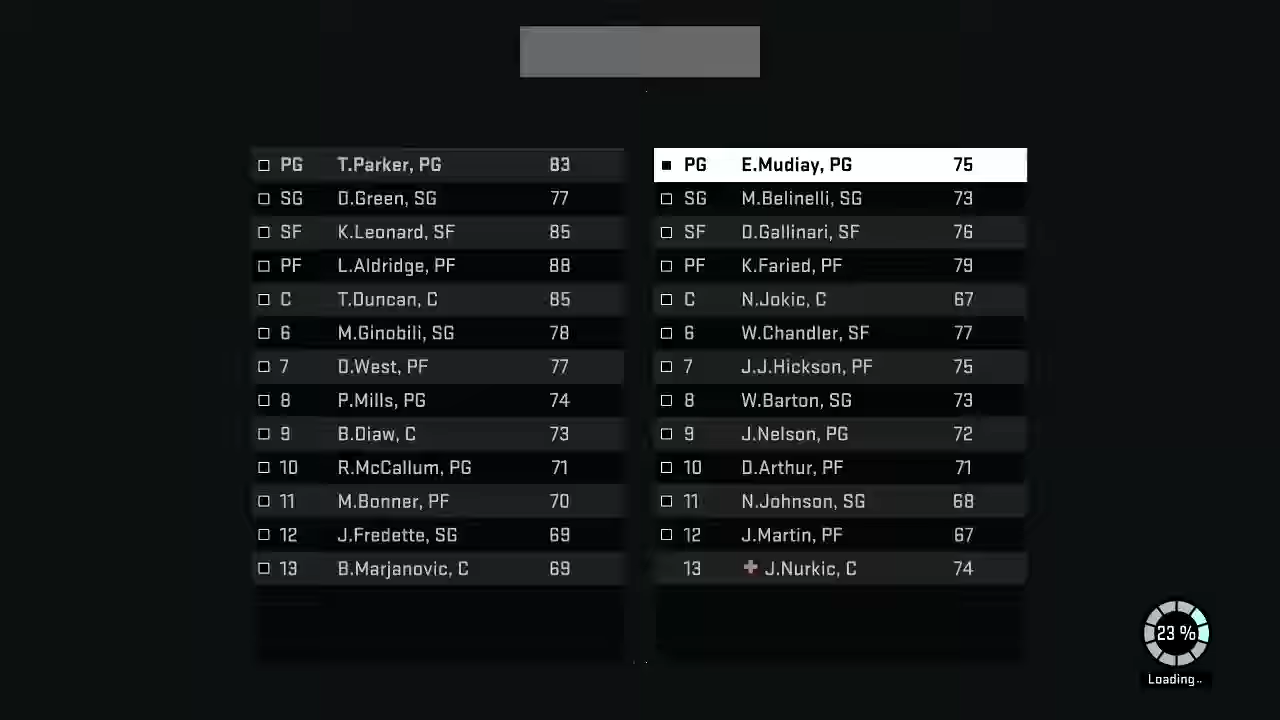 PG T.Parker, PG 83
SG D.Green, SG 77
SF K.Leonard, SF 85
PF L.Aldridge, PF 88
C T.Duncan, C 85
6 M.Ginobili, SG 78
7 D.West, PF 77
8 P.Mills, PG 74
9 B.Diaw, C 73
10 R.McCallum, PG 71
11 M.Bonner, PF 70
12 J.Fredette, SG 69
13 B.Marjanovic, C 69
PG E.Mudiay, PG 75
SG M.Belinelli, SG 73
SF D.Gallinari, SF 76
PF K.Faried, PF 79
C N.Jokic, C 67
6 W.Chandler, SF 77
7 J.J.Hickson, PF 75
8 W.Barton, SG 73
9 J.Nelson, PG 72
10 D.Arthur, PF 71
11 N.Johnson, SG 68
12 J.Martin, PF 67
13 J.Nurkic, C 74
23 %
Loading..